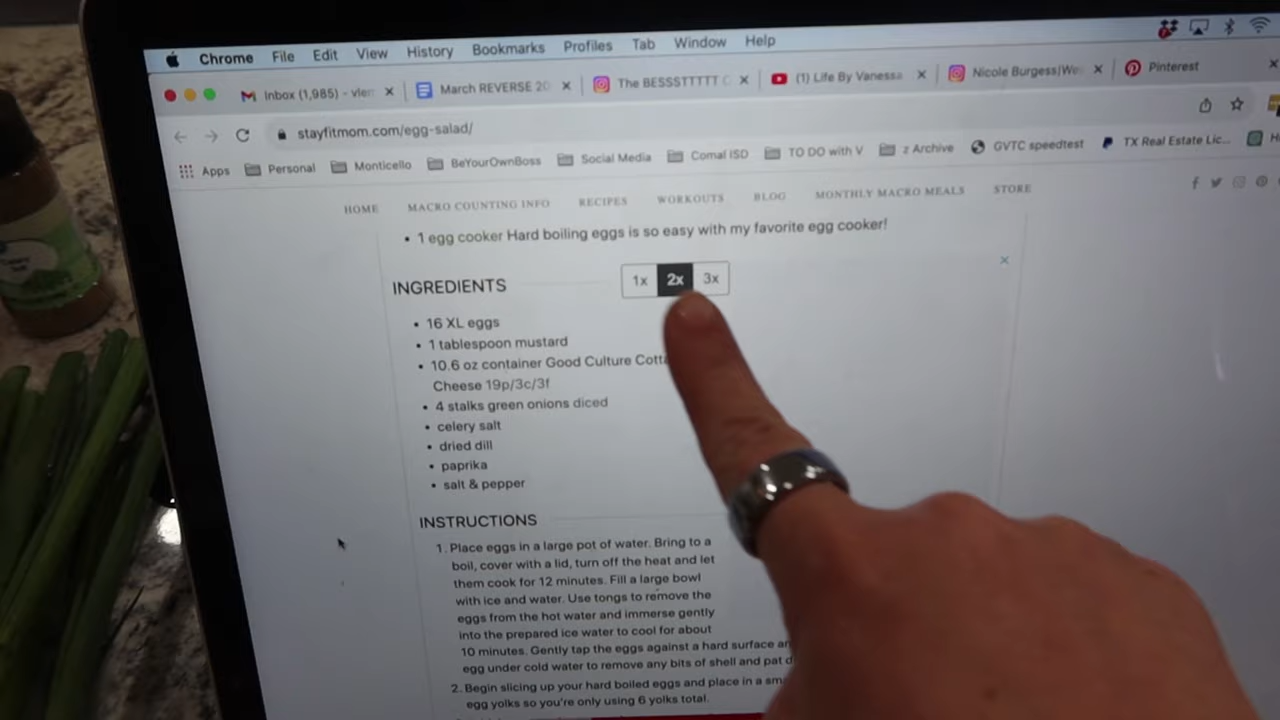 Chrome File Edit View History Bookmarks Profiles Tab Window Help
Inbox (1,985) - vler March REVERSE 20 The BESSTTTTT C (1) Life By Vanessa Nicole Burgess/We Pinterest
stayfitmom.com/egg-salad/
Apps Personal Monticello BeYourOwnBoss Social Media Comal ISD TO DO with V z Archive GVTC speedtest TX Real Estate Lic...
HOME MACRO COUNTING INFO RECIPES WORKOUTS BLOG MONTHLY MACRO MEALS STORE
• 1 egg cooker Hard boiling eggs is so easy with my favorite egg cooker!
INGREDIENTS 1x 2x 3x
• 16 XL eggs
• 1 tablespoon mustard
• 10.6 oz container Good Culture Cott
Cheese 19p/3c/3f
• 4 stalks green onions diced
• celery salt
• dried dill
• paprika
• salt & pepper
INSTRUCTIONS
1. Place eggs in a large pot of water. Bring to a
boil, cover with a lid, turn off the heat and let
them cook for 12 minutes. Fill a large bowl
with ice and water. Use tongs to remove the
eggs from the hot water and immerse gently
into the prepared ice water to cool for about
10 minutes. Gently tap the eggs against a hard surface an
egg under cold water to remove any bits of shell and pat d
2. Begin slicing up your hard boiled eggs and place in a sm
egg yolks so you're only using 6 yolks total.